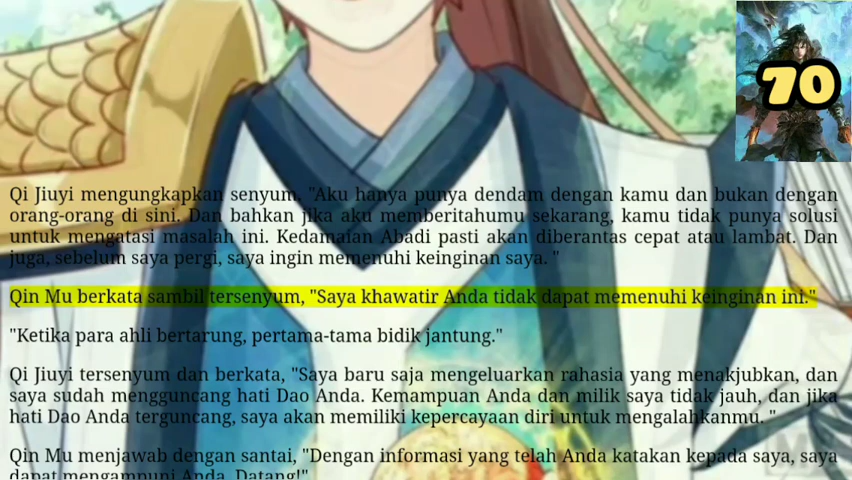 70
Qi Jiuyi mengungkapkan senyum. "Aku hanya punya dendam dengan kamu dan bukan dengan
orang-orang di sini. Dan bahkan jika aku memberitahumu sekarang, kamu tidak punya solusi
untuk mengatasi masalah ini. Kedamaian Abadi pasti akan diberantas cepat atau lambat. Dan
juga, sebelum saya pergi, saya ingin memenuhi keinginan saya. "
Qin Mu berkata sambil tersenyum, "Saya khawatir Anda tidak dapat memenuhi keinginan ini."
"Ketika para ahli bertarung, pertama-tama bidik jantung."
Qi Jiuyi tersenyum dan berkata, "Saya baru saja mengeluarkan rahasia yang menakjubkan, dan
saya sudah mengguncang hati Dao Anda. Kemampuan Anda dan milik saya tidak jauh, dan jika
hati Dao Anda terguncang, saya akan memiliki kepercayaan diri untuk mengalahkanmu. "
Qin Mu menjawab dengan santai, "Dengan informasi yang telah Anda katakan kepada saya, saya
dapat mengampuni Anda. Datang!"